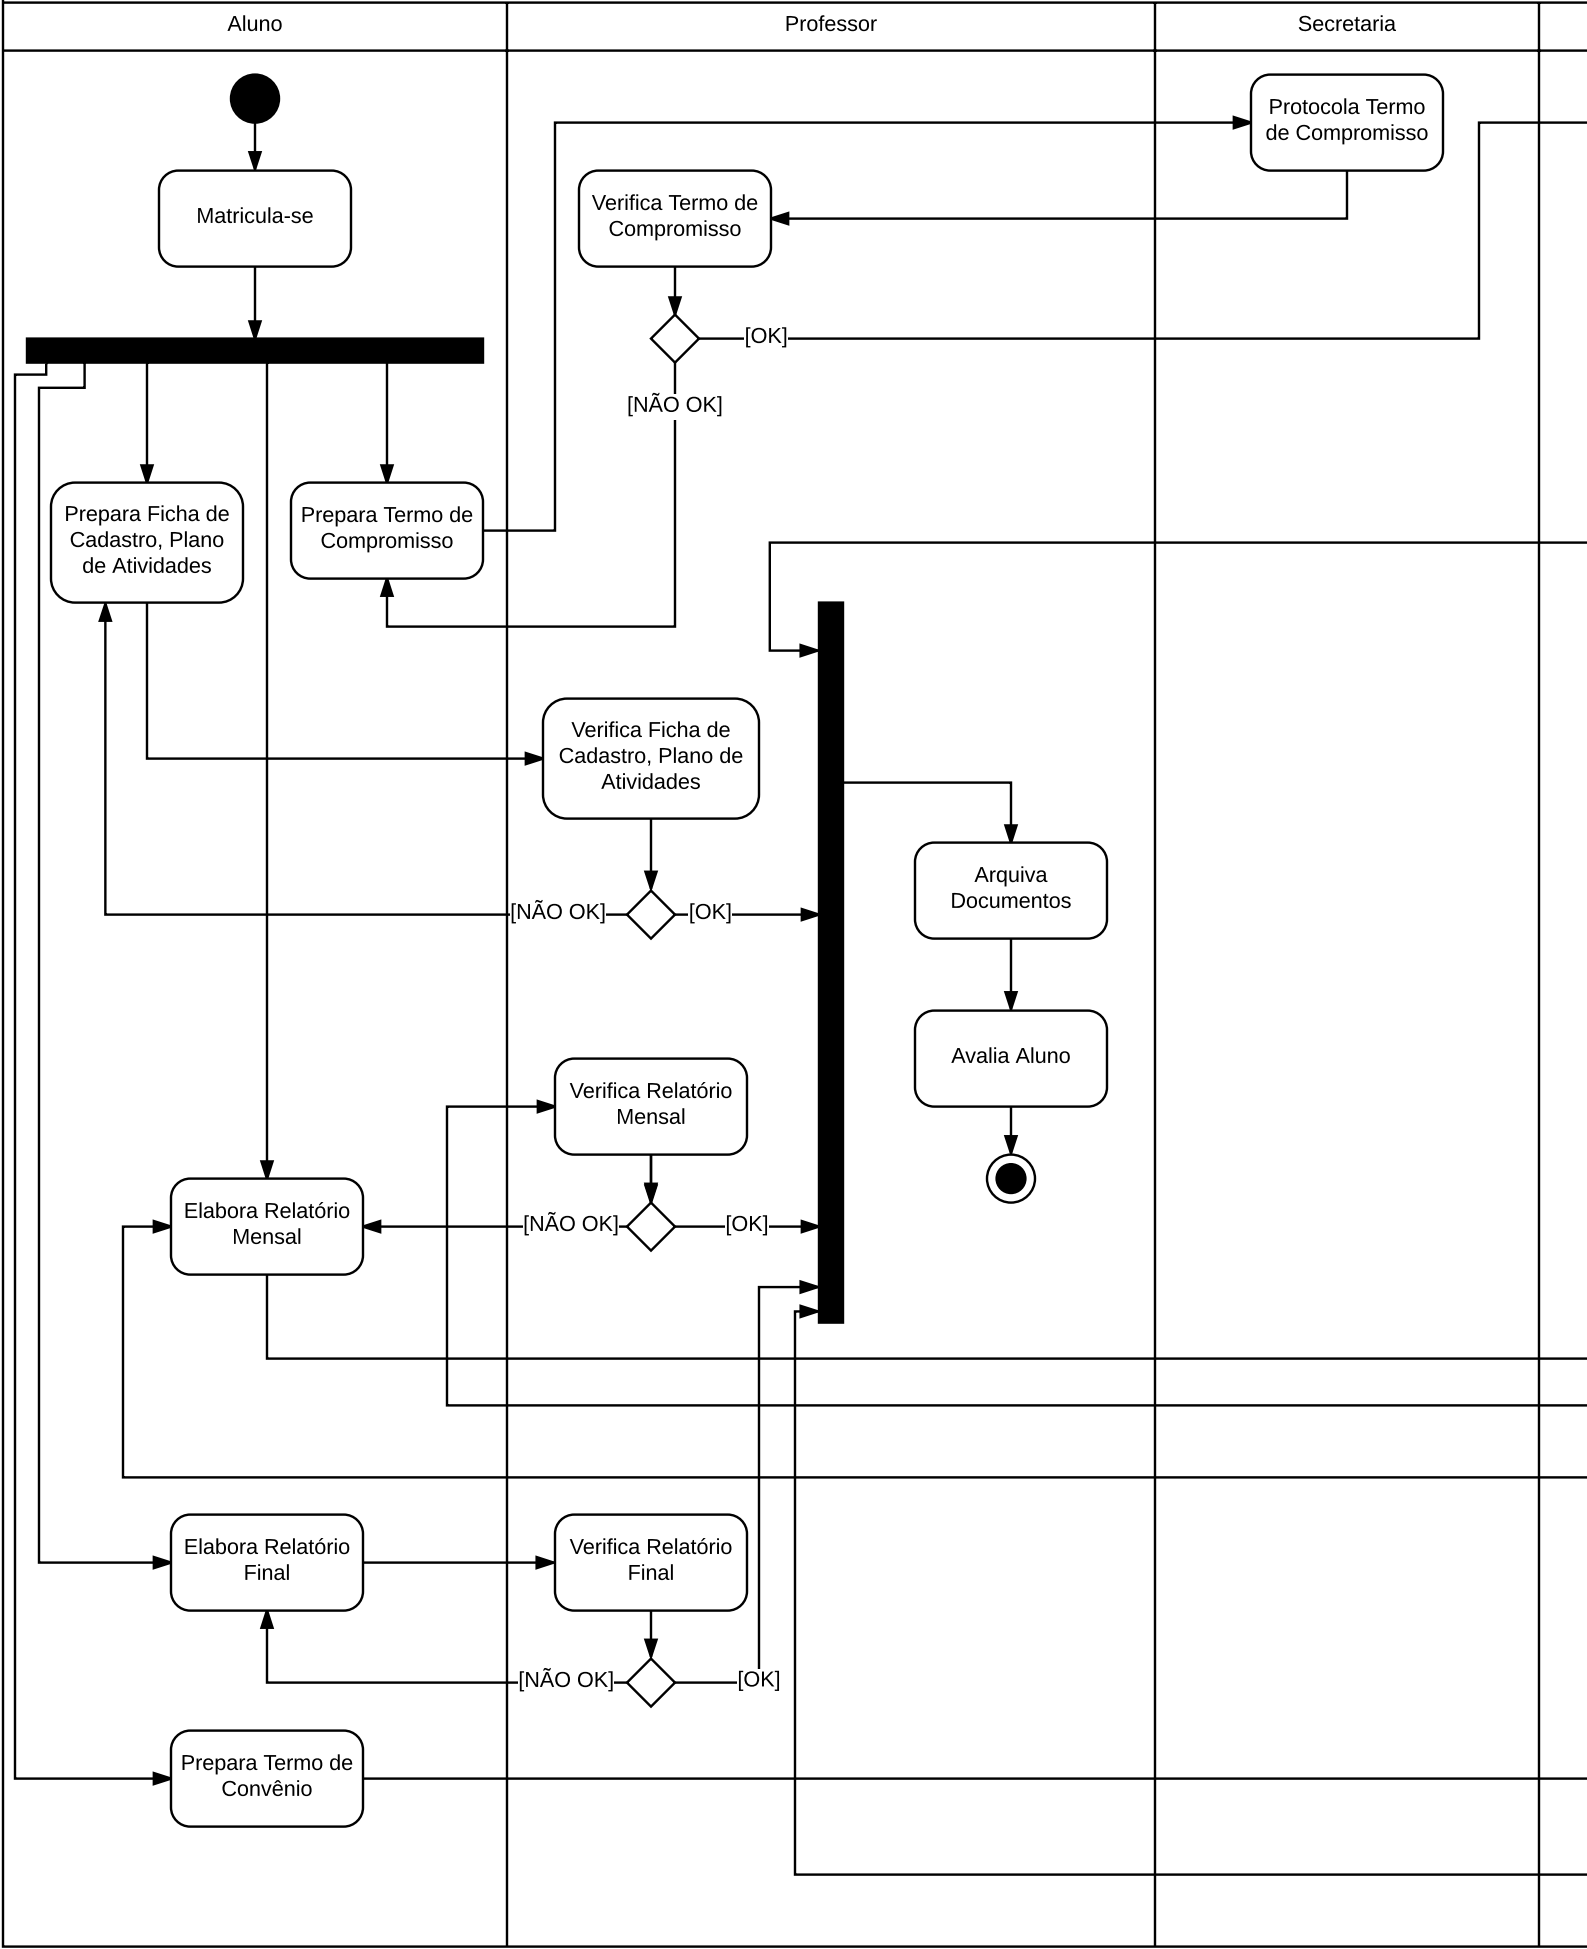 Aluno
Professor
Secretaria
Protocola Termo
de Compromisso
Matricula-se
Verifica Termo de
Compromisso
[OK]
[NÃO OK]
Prepara Ficha de
Cadastro, Plano
de Atividades
Prepara Termo de
Compromisso
Verifica Ficha de
Cadastro, Plano de
Atividades
[NÃO OK]
[OK]
Arquiva
Documentos
Avalia Aluno
Verifica Relatório
Mensal
Elabora Relatório
Mensal
[NÃO OK]
[OK]
Elabora Relatório
Final
Verifica Relatório
Final
[NÃO OK]
[OK]
Prepara Termo de
Convênio